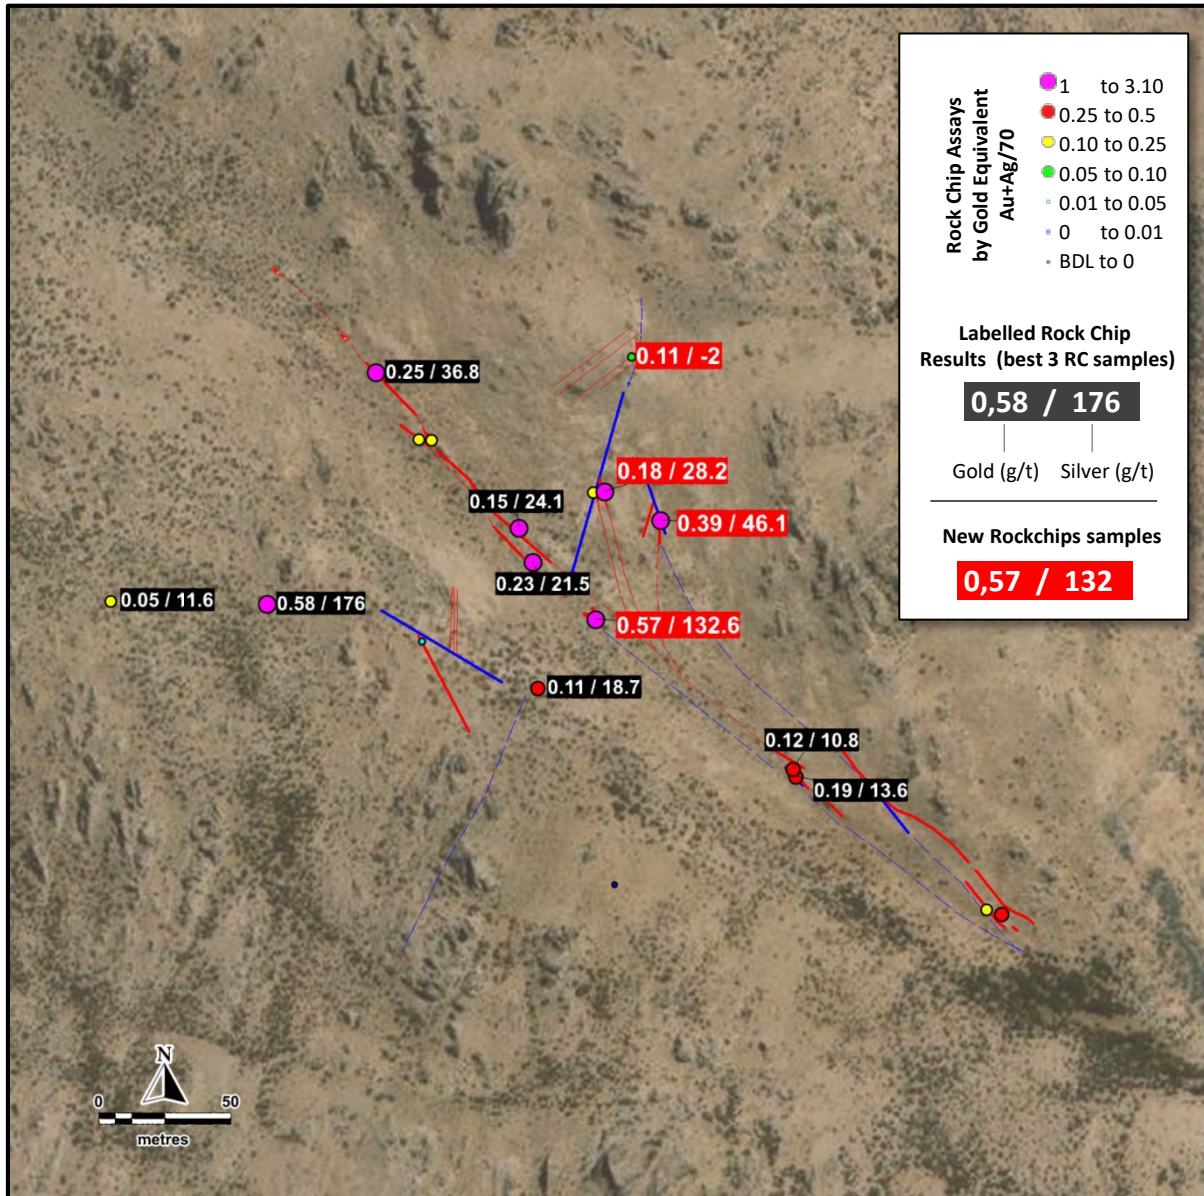 Rock Chip Assays
by Gold Equivalent
Au+Ag/70
1 to 3.10
0.25 to 0.5
0.10 to 0.25
0.05 to 0.10
0.01 to 0.05
0 to 0.01
BDL to 0
Labelled Rock Chip
Results (best 3 RC samples)
0,58 / 176
Gold (g/t) Silver (g/t)
New Rockchips samples
0,57 / 132
0.11 / -2
0.25 / 36.8
0.18 / 28.2
0.15 / 24.1
0.39 / 46.1
0.23 / 21.5
0.05 / 11.6
0.58 / 176
0.57 / 132.6
0.11 / 18.7
0.12 / 10.8
0.19 / 13.6
N
0 50
metres